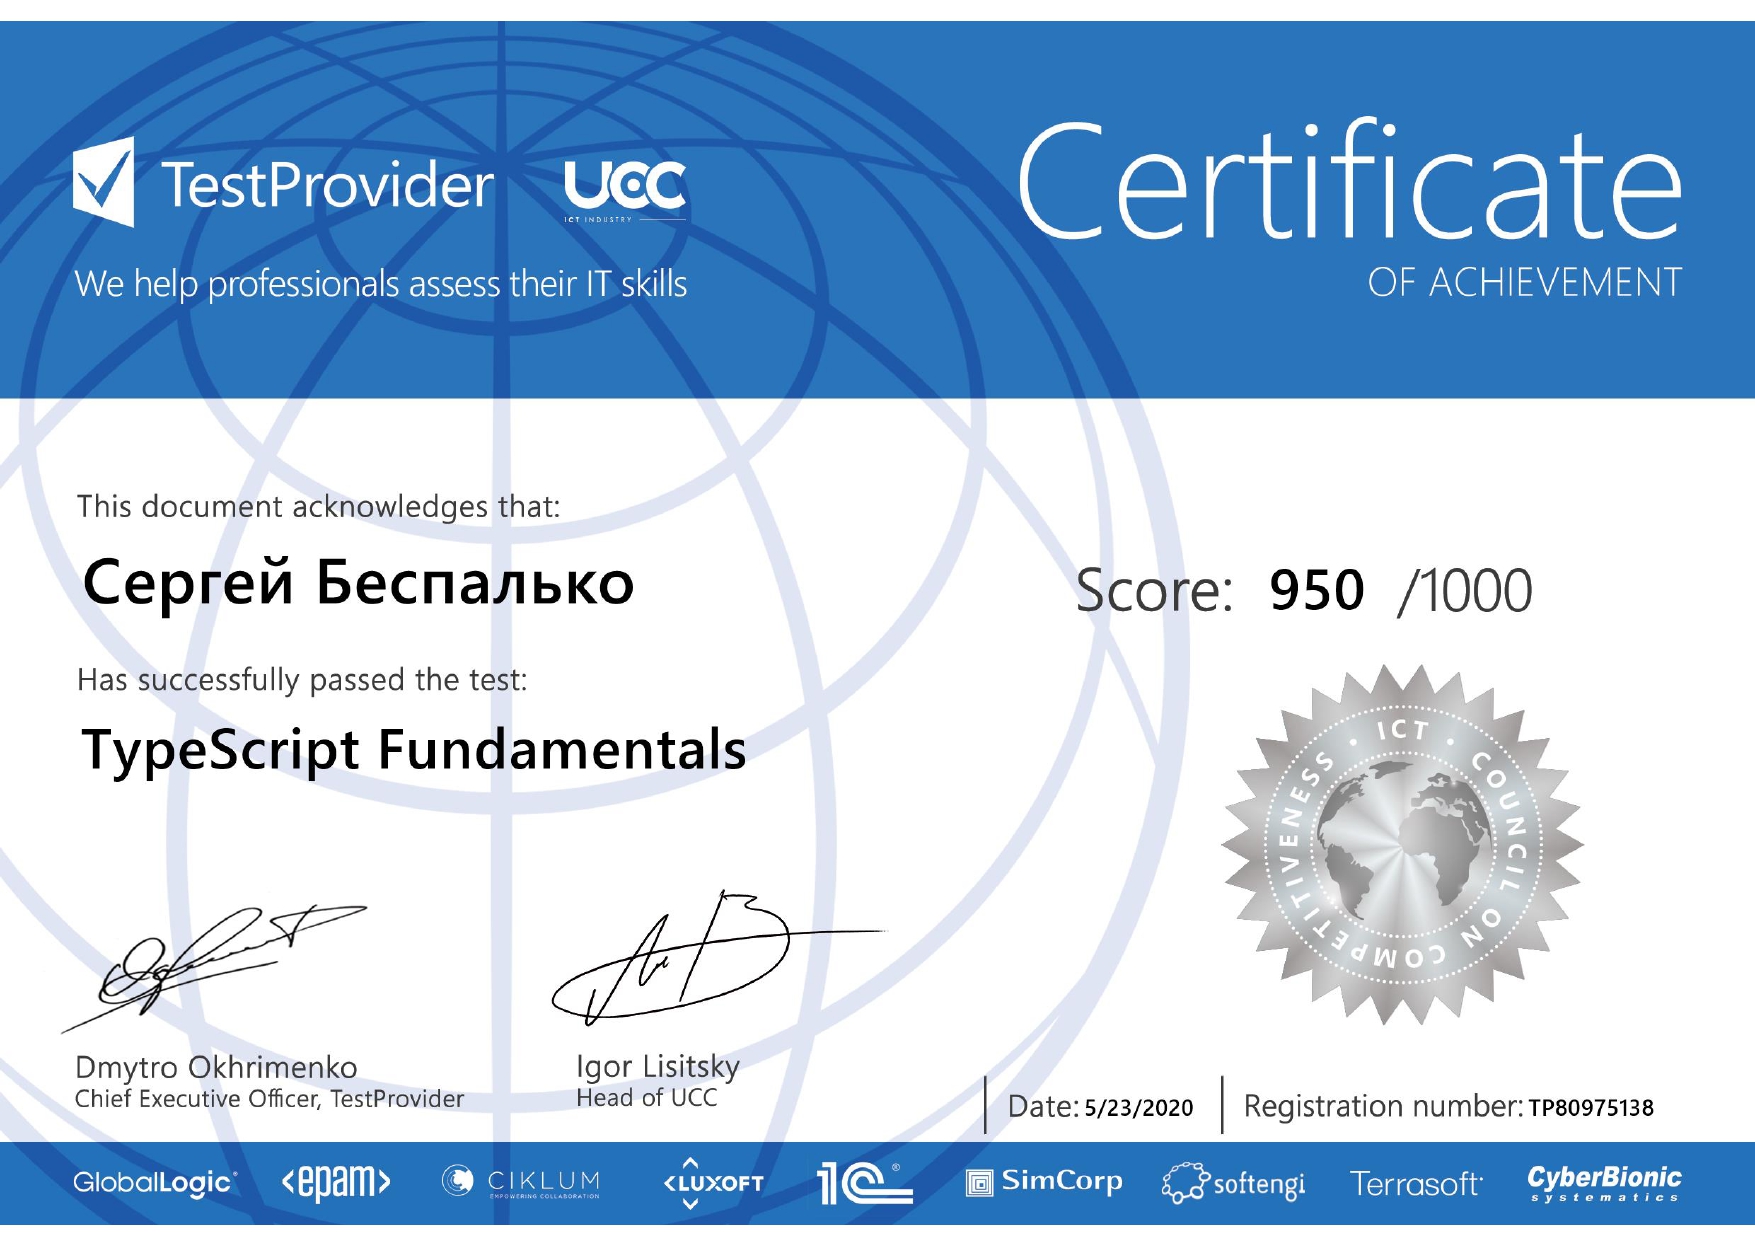 TestProvider
UCC
ICT INDUSTRY
We help professionals assess their IT skills
Certificate
OF ACHIEVEMENT
This document acknowledges that:
Сергей Беспалько
Has successfully passed the test:
TypeScript Fundamentals
Score: 950 /1000
ICT • COUNCIL ON COMPETITIVENESS •
Dmytro Okhrimenko
Chief Executive Officer, TestProvider
Igor Lisitsky
Head of UCC
Date: 5/23/2020
Registration number: TP80975138
GlobalLogic®
<epam>
CIKLUM
EMPOWERING COLLABORATION
<LUXOFT
1C®
SimCorp
softengi
Terrasoft
CyberBionic
systematics